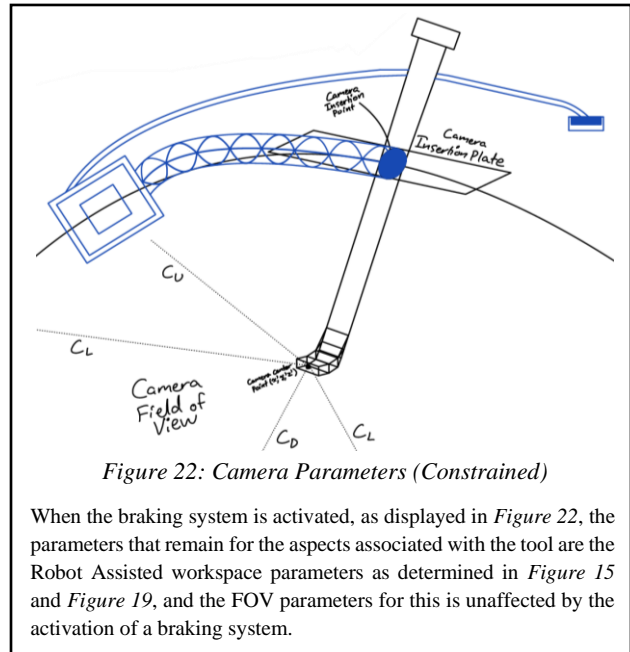 Camera
Insertion
Point
Camera
Insertion Plate
C_U
C_L
Camera
Field of
View
Camera Center
C_D
C_L
Figure 22: Camera Parameters (Constrained)
When the braking system is activated, as displayed in Figure 22, the
parameters that remain for the aspects associated with the tool are the
Robot Assisted workspace parameters as determined in Figure 15
and Figure 19, and the FOV parameters for this is unaffected by the
activation of a braking system.